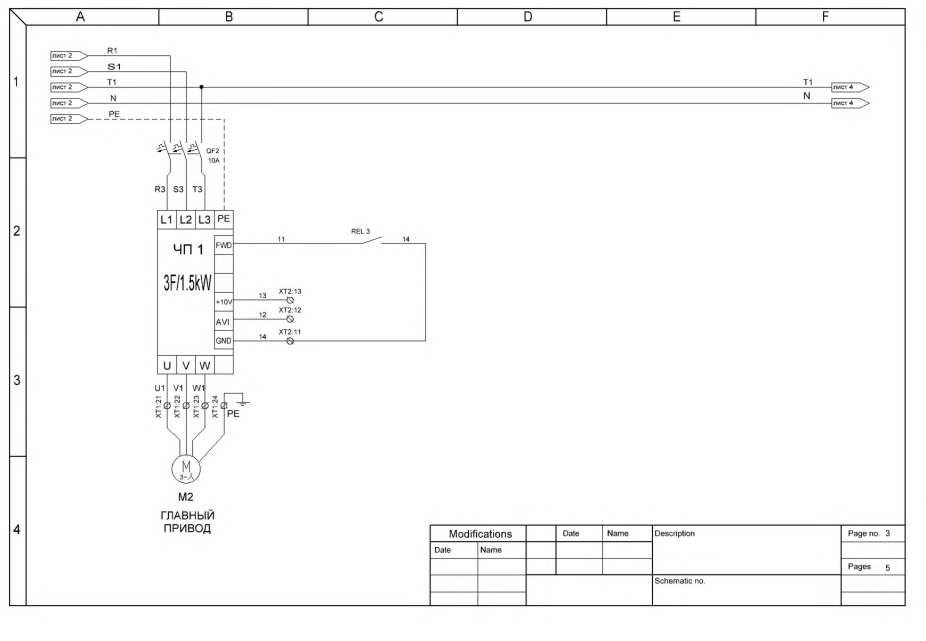 A B C D E F
1
лист 2 R1
лист 2 S1
лист 2 T1 T1 лист 4
лист 2 N N лист 4
лист 2 PE
QF2
10A
R3 S3 T3
2
L1 L2 L3 PE
ЧП 1
3F/1.5kW
FWD 11 REL 3 14
+10V 13 XT2:13
AVI 12 XT2:12
GND 14 XT2:11
U V W
3
U1 V1 W1
XT1:21 XT1:22 XT1:23 XT1:24
PE
M
3~
M2
ГЛАВНЫЙ
ПРИВОД
4
Modifications Date Name Description Page no. 3
Date Name
Pages 5
Schematic no.